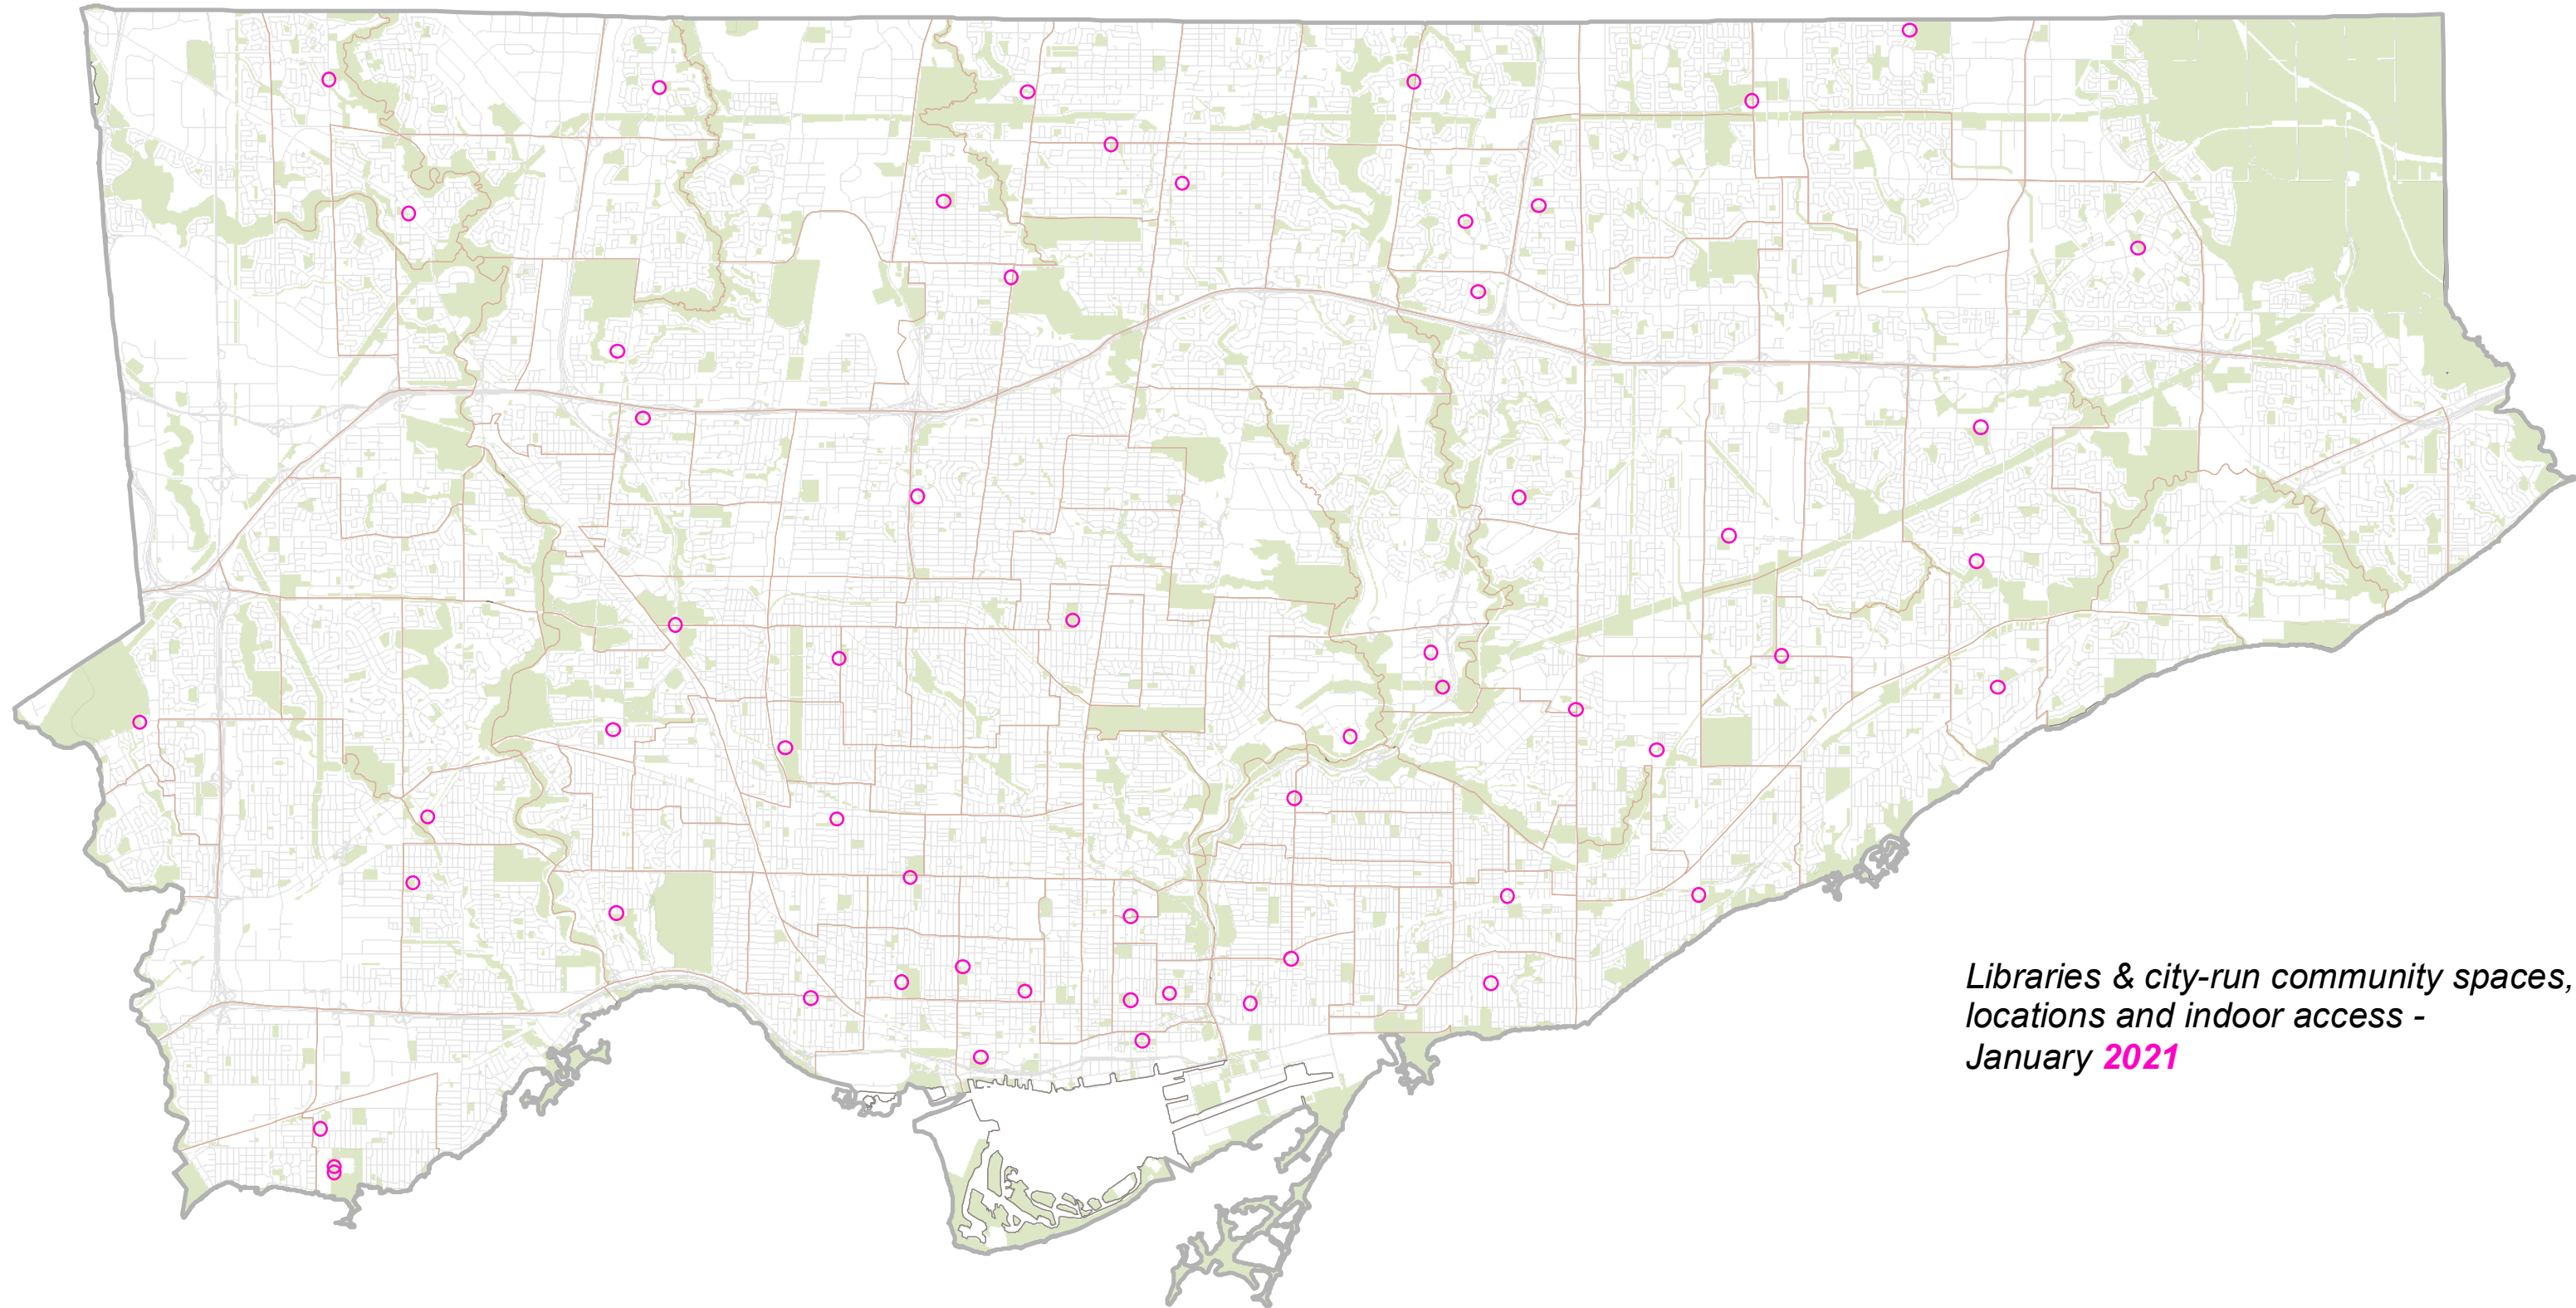 Libraries & city-run community spaces,
locations and indoor access -
January 2021